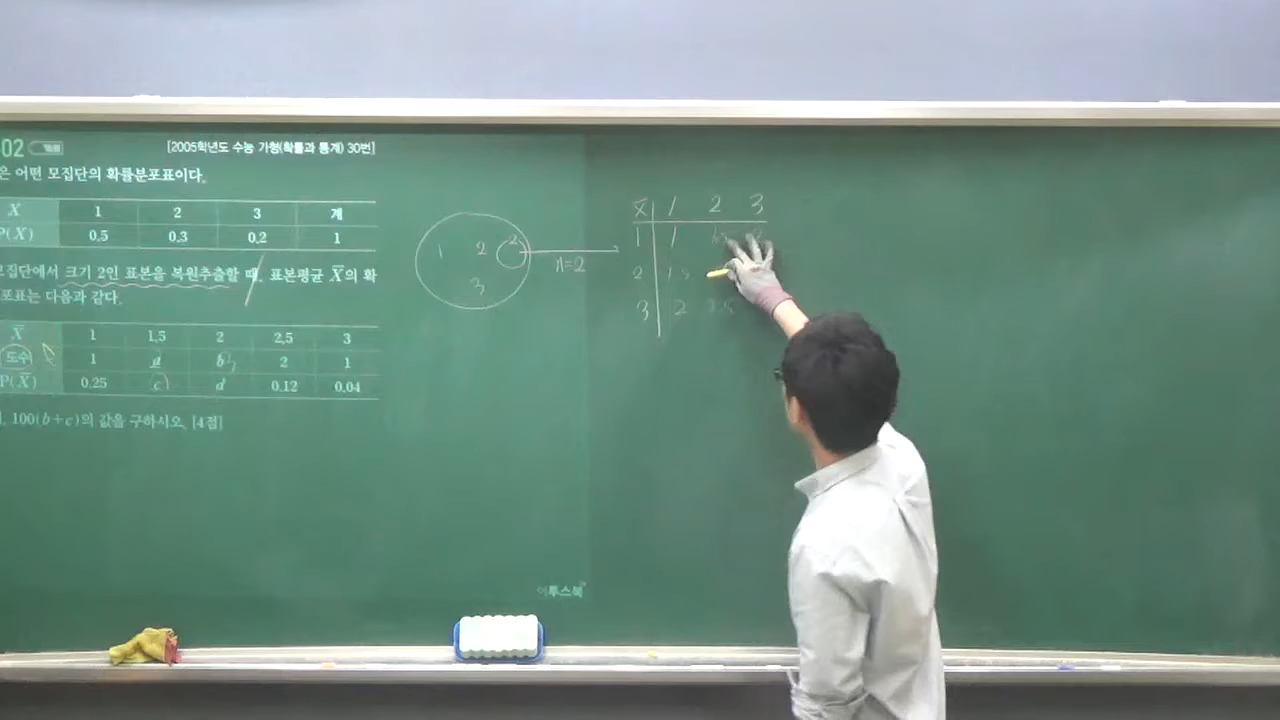 02
[2005학년도 수능 가형(확률과 통계) 30번]
은 어떤 모집단의 확률분포표이다.
X 1 2 3 계
P(X) 0.5 0.3 0.2 1
모집단에서 크기 2인 표본을 복원추출할 때, 표본평균 X̄의 확
포표는 다음과 같다.
X̄ 1 1.5 2 2.5 3
도수 1 a b 2 1
P(X̄) 0.25 c d 0.12 0.04
100(b+c)의 값을 구하시오. [4점]
1 2 2
3
n=2
X̄ 1 2 3
1 1
2 1.5
3 2 2.5
이투스북